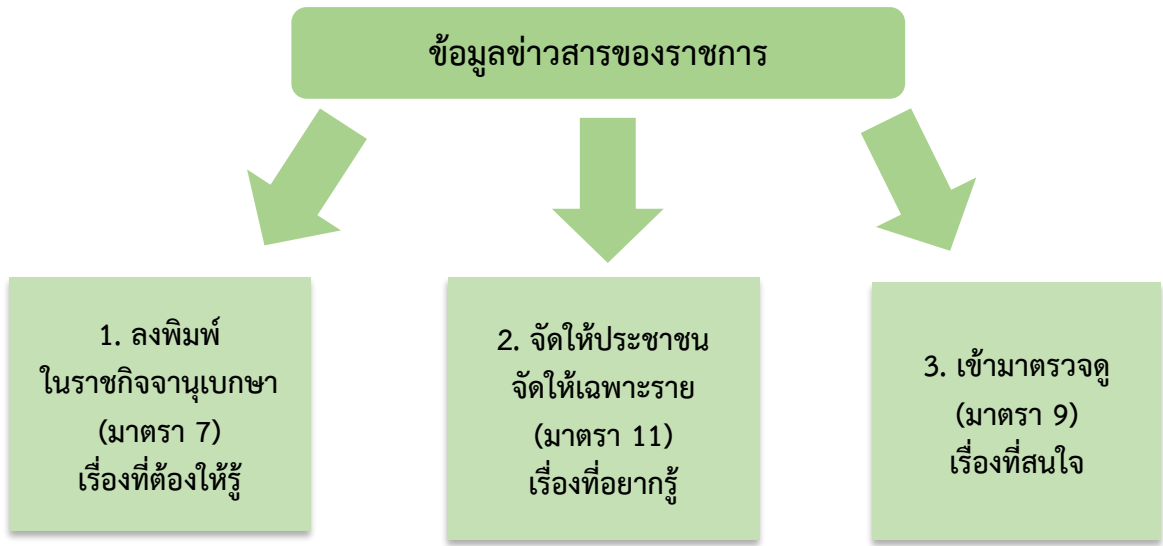 ข้อมูลข่าวสารของราชการ
1. ลงพิมพ์
ในราชกิจจานุเบกษา
(มาตรา 7)
เรื่องที่ต้องให้รู้
2. จัดให้ประชาชน
จัดให้เฉพาะราย
(มาตรา 11)
เรื่องที่อยากรู้
3. เข้ามาตรวจดู
(มาตรา 9)
เรื่องที่สนใจ